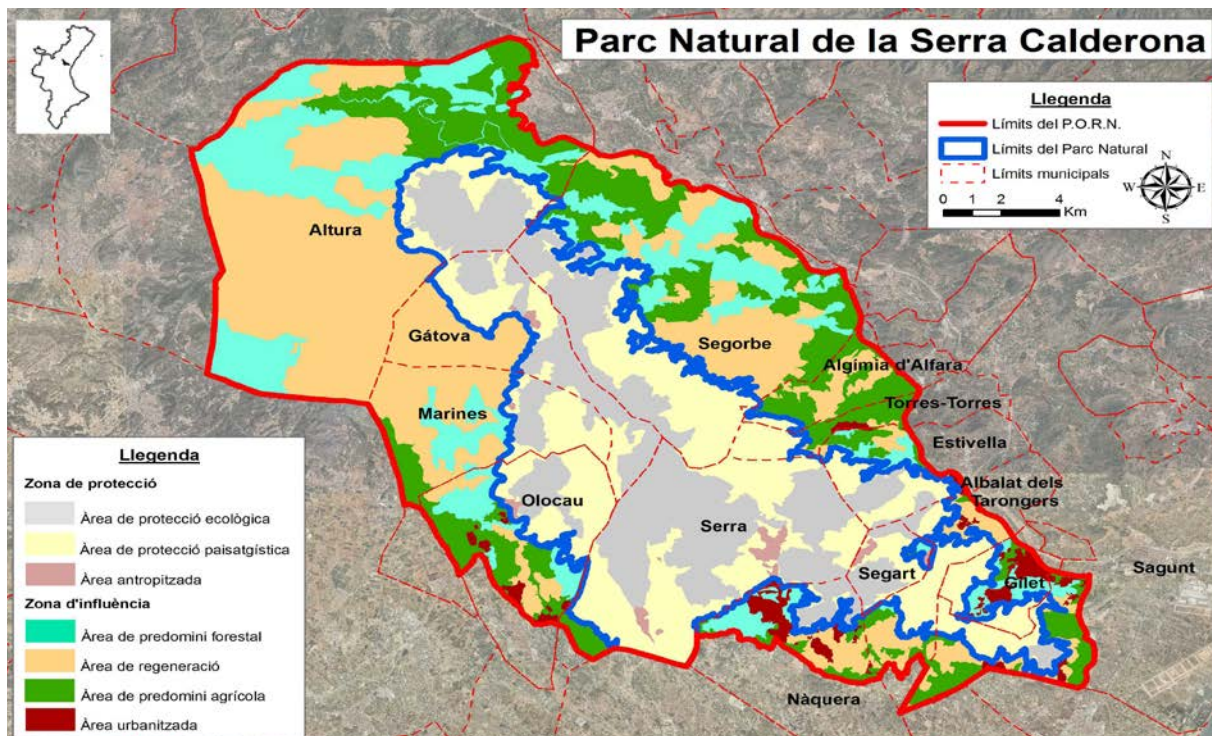 Parc Natural de la Serra Calderona
Llegenda
Límits del P.O.R.N.
Límits del Parc Natural
Límits municipals
0 1 2 4
Km
N
W E
S
Altura
Gátova
Segorbe
Algímia d'Alfara
Marines
Torres-Torres
Estivella
Albalat dels
Tarongers
Olocau
Serra
Segart
Gilet
Sagunt
Nàquera
Llegenda
Zona de protecció
Àrea de protecció ecològica
Àrea de protecció paisatgística
Àrea antropitzada
Zona d'influència
Àrea de predomini forestal
Àrea de regeneració
Àrea de predomini agrícola
Àrea urbanitzada